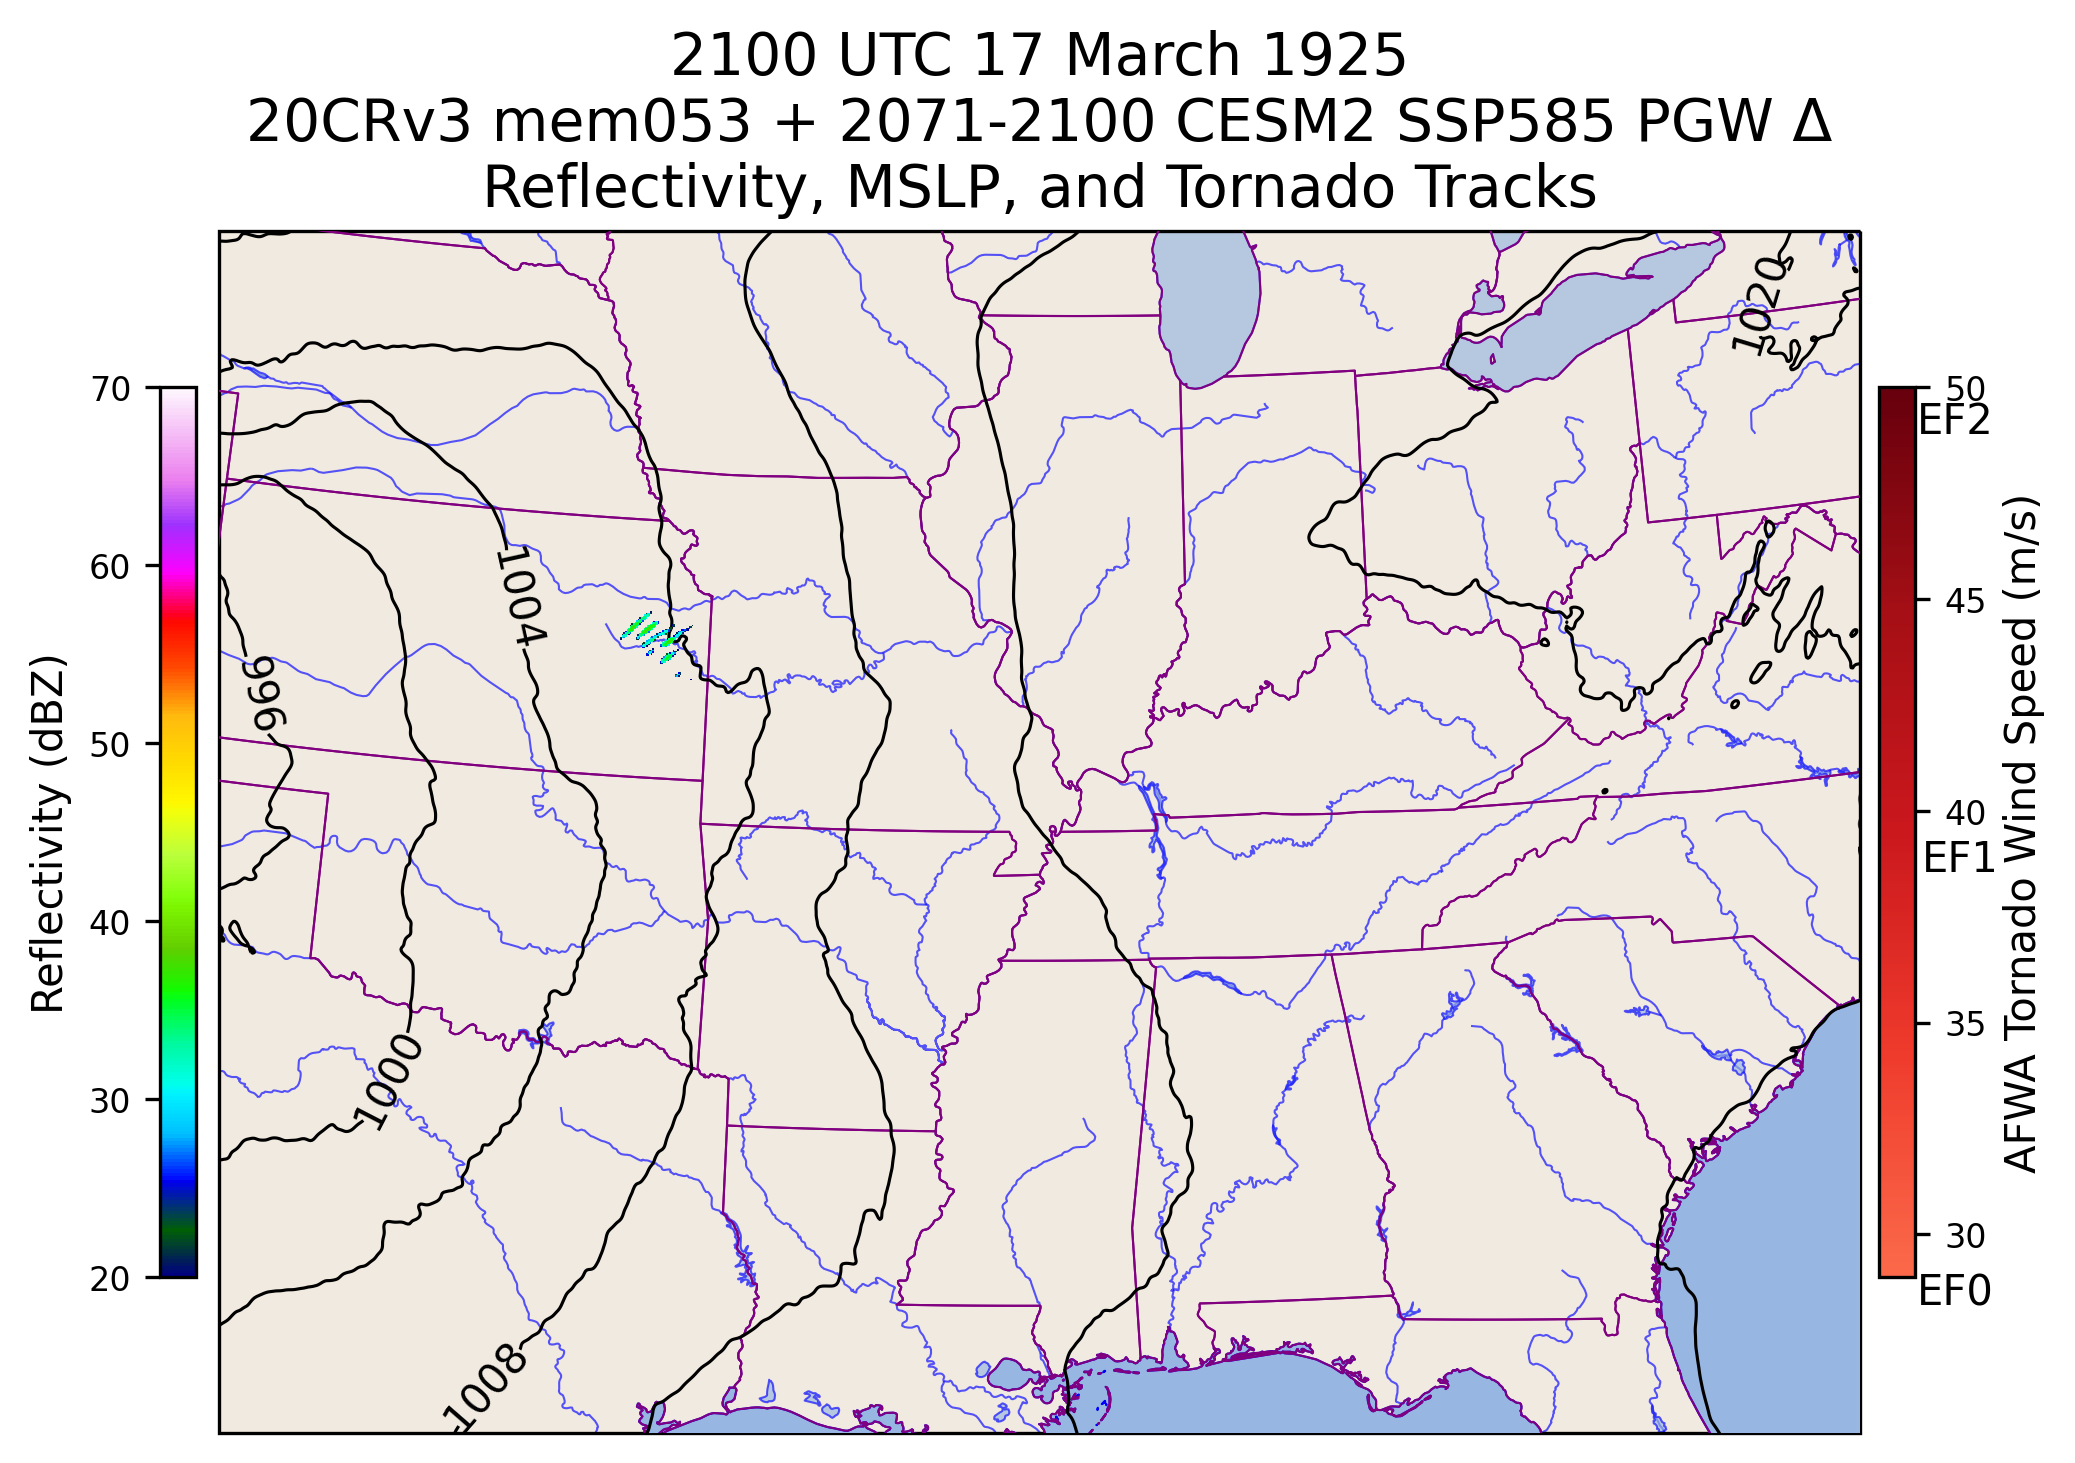 2100 UTC 17 March 1925
20CRv3 mem053 + 2071-2100 CESM2 SSP585 PGW Δ
Reflectivity, MSLP, and Tornado Tracks
Reflectivity (dBZ)
70
60
50
40
30
20
1020
1004
996
1000
1008
50
EF2
45
40
EF1
35
30
EF0
AFWA Tornado Wind Speed (m/s)